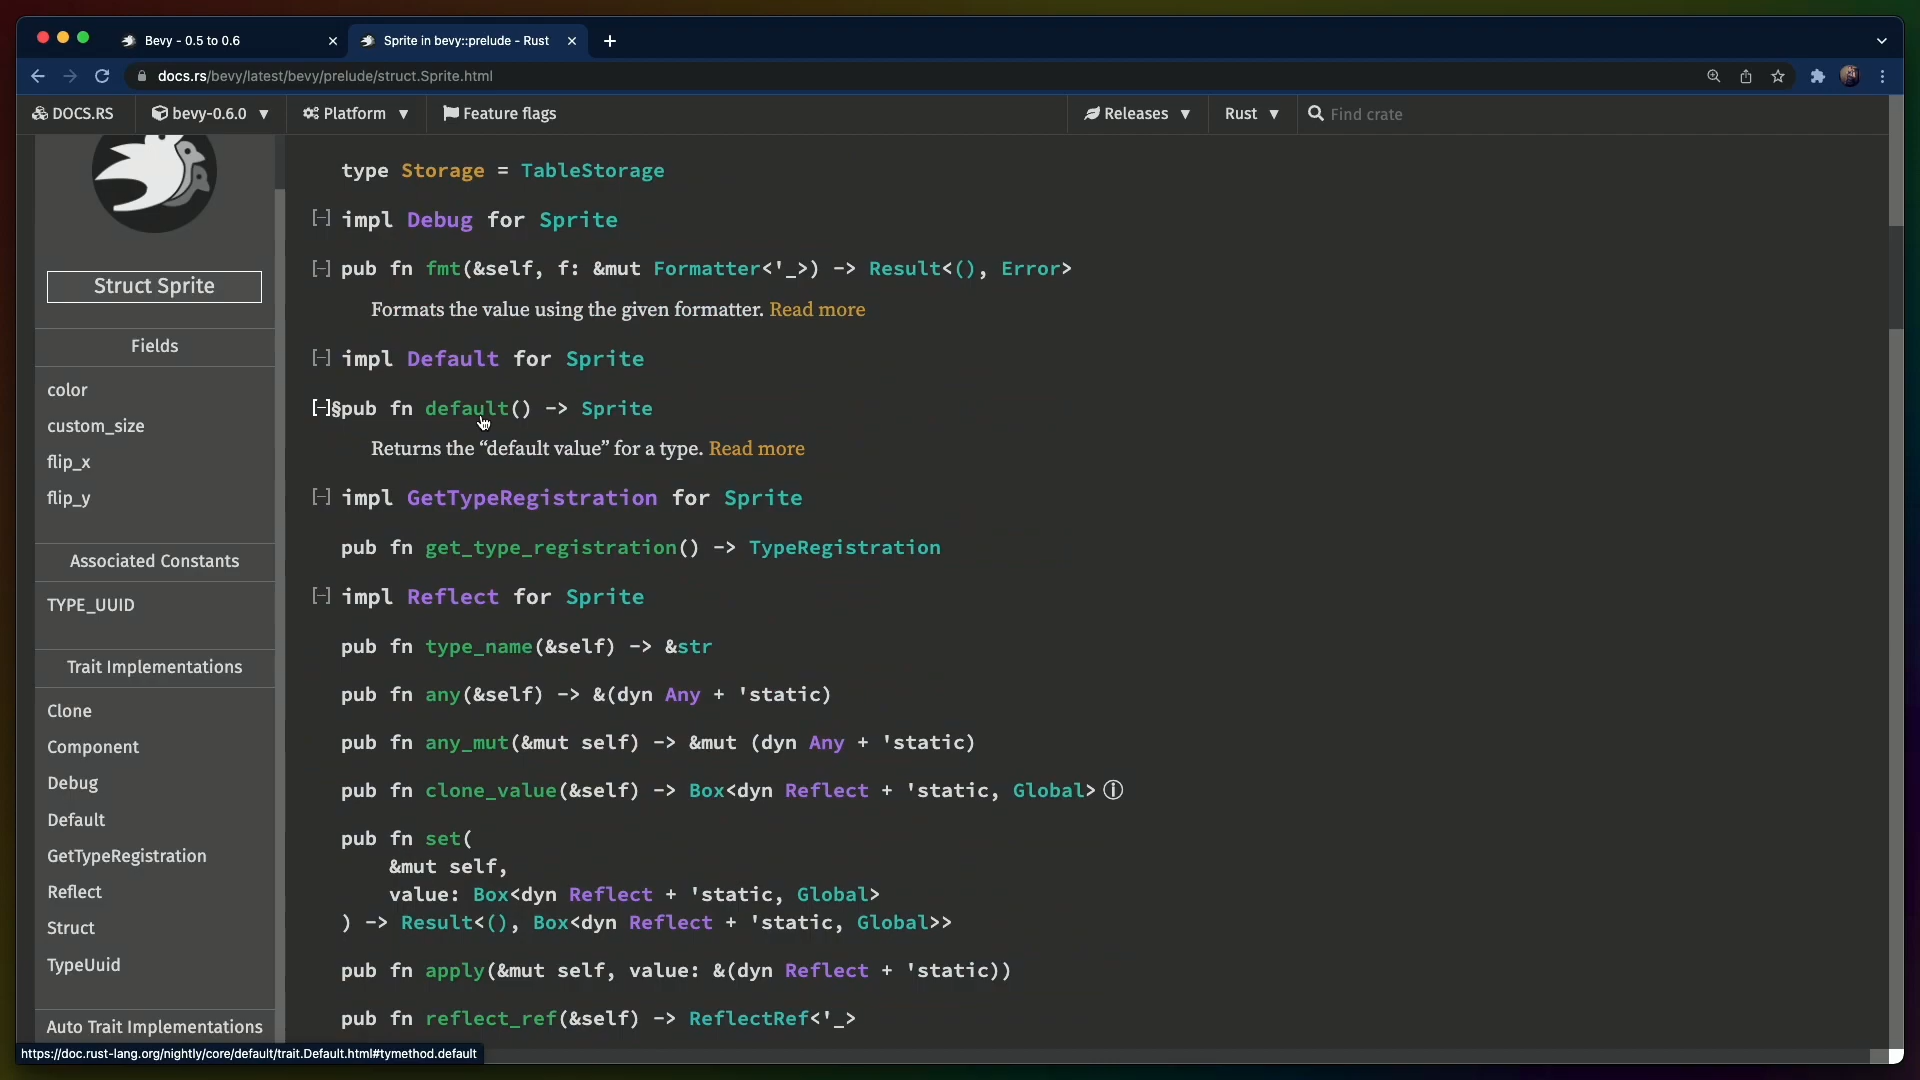 Bevy - 0.5 to 0.6
Sprite in bevy::prelude - Rust
docs.rs/bevy/latest/bevy/prelude/struct.Sprite.html
DOCS.RS
bevy-0.6.0
Platform
Feature flags
Releases
Rust
Find crate
Struct Sprite
Fields
color
custom_size
flip_x
flip_y
Associated Constants
TYPE_UUID
Trait Implementations
Clone
Component
Debug
Default
GetTypeRegistration
Reflect
Struct
TypeUuid
Auto Trait Implementations
type Storage = TableStorage
[-] impl Debug for Sprite
[-] pub fn fmt(&self, f: &mut Formatter<'_>) -> Result<(), Error>
Formats the value using the given formatter. Read more
[-] impl Default for Sprite
[-]§pub fn default() -> Sprite
Returns the “default value” for a type. Read more
[-] impl GetTypeRegistration for Sprite
pub fn get_type_registration() -> TypeRegistration
[-] impl Reflect for Sprite
pub fn type_name(&self) -> &str
pub fn any(&self) -> &(dyn Any + 'static)
pub fn any_mut(&mut self) -> &mut (dyn Any + 'static)
pub fn clone_value(&self) -> Box<dyn Reflect + 'static, Global> ⓘ
pub fn set(
&mut self,
value: Box<dyn Reflect + 'static, Global>
) -> Result<(), Box<dyn Reflect + 'static, Global>>
pub fn apply(&mut self, value: &(dyn Reflect + 'static))
pub fn reflect_ref(&self) -> ReflectRef<'_>
https://doc.rust-lang.org/nightly/core/default/trait.Default.html#tymethod.default